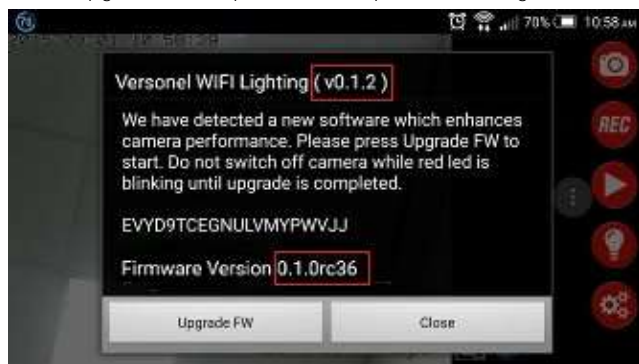 70% 10:58 AM
Versonel WIFI Lighting ( v0.1.2 )
We have detected a new software which enhances
camera performance. Please press Upgrade FW to
start. Do not switch off camera while red led is
blinking until upgrade is completed.
EVYD9TCEGNULVMYPWVJJ
Firmware Version 0.1.0rc36
REC
Upgrade FW
Close